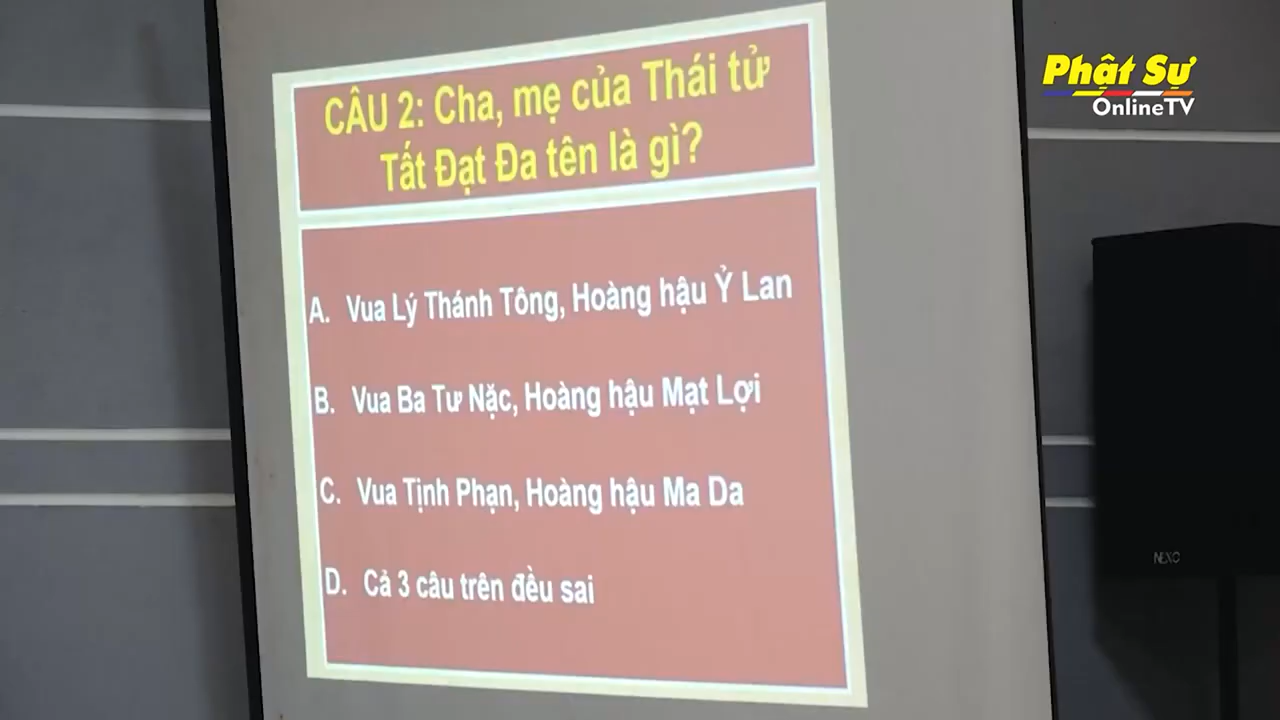 Phật Sự
OnlineTV
CÂU 2: Cha, mẹ của Thái tử
Tất Đạt Đa tên là gì?
A. Vua Lý Thánh Tông, Hoàng hậu Ỷ Lan
B. Vua Ba Tư Nặc, Hoàng hậu Mạt Lợi
C. Vua Tịnh Phạn, Hoàng hậu Ma Da
D. Cả 3 câu trên đều sai
NEXO